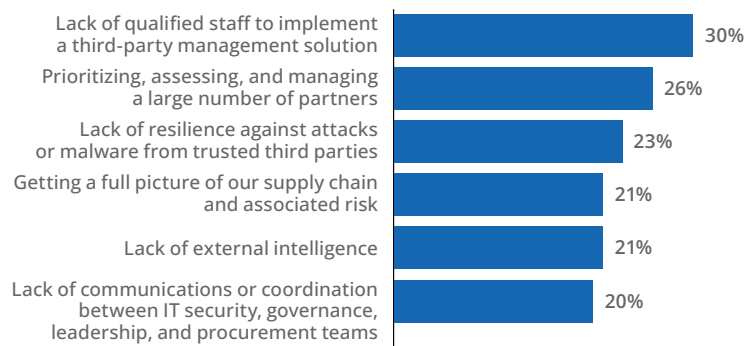 Lack of qualified staff to implement
a third-party management solution
30%
Prioritizing, assessing, and managing
a large number of partners
26%
Lack of resilience against attacks
or malware from trusted third parties
23%
Getting a full picture of our supply chain
and associated risk
21%
Lack of external intelligence
21%
Lack of communications or coordination
between IT security, governance,
leadership, and procurement teams
20%